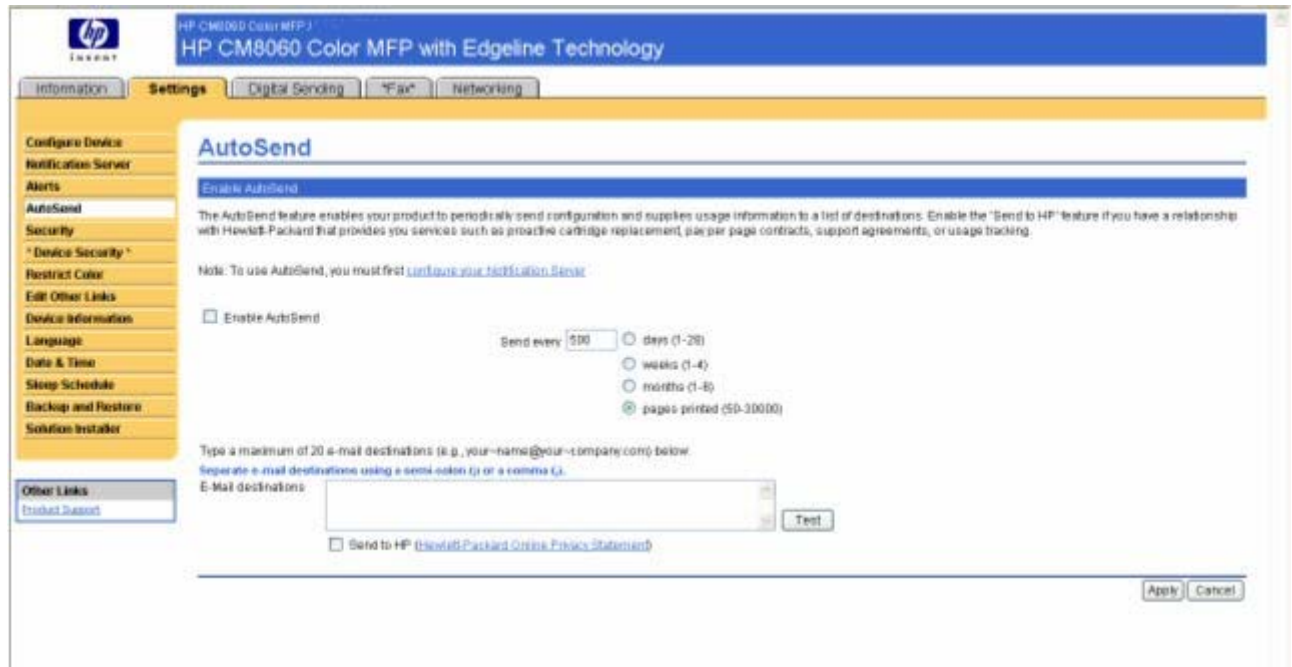 hp
invent
HP CM8060 Color MFP /
HP CM8060 Color MFP with Edgeline Technology
Information
Settings
Digital Sending
*Fax*
Networking
Configure Device
Notification Server
Alerts
AutoSend
Security
* Device Security *
Restrict Color
Edit Other Links
Device Information
Language
Date & Time
Sleep Schedule
Backup and Restore
Solution Installer
Other Links
Product Support
AutoSend
Enable AutoSend
The AutoSend feature enables your product to periodically send configuration and supplies usage information to a list of destinations. Enable the "Send to HP" feature if you have a relationship
with Hewlett-Packard that provides you services such as proactive cartridge replacement, pay per page contracts, support agreements, or usage tracking.
Note: To use AutoSend, you must first configure your Notification Server
Enable AutoSend
Send every 500 days (1-28)
weeks (1-4)
months (1-6)
pages printed (50-30000)
Type a maximum of 20 e-mail destinations (e.g., your-name@your-company.com) below.
Separate e-mail destinations using a semi-colon (;) or a comma (,).
E-Mail destinations
Test
Send to HP (Hewlett-Packard Online Privacy Statement)
Apply
Cancel